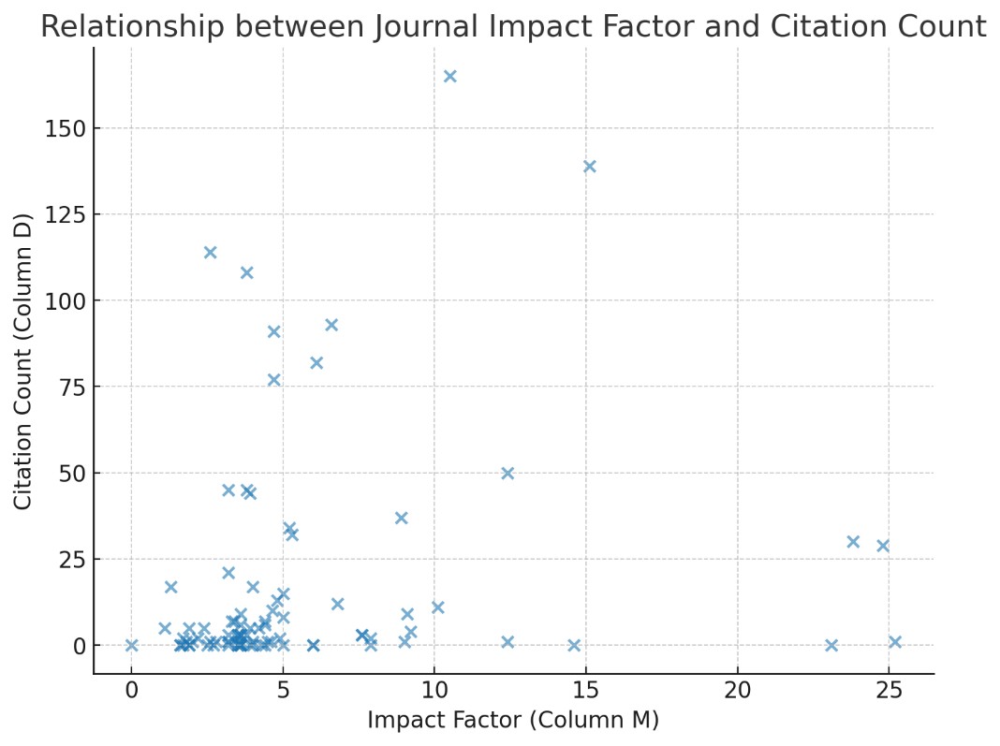 Relationship between Journal Impact Factor and Citation Count
150
125
100
75
50
25
0
Citation Count (Column D)
0 5 10 15 20 25
Impact Factor (Column M)